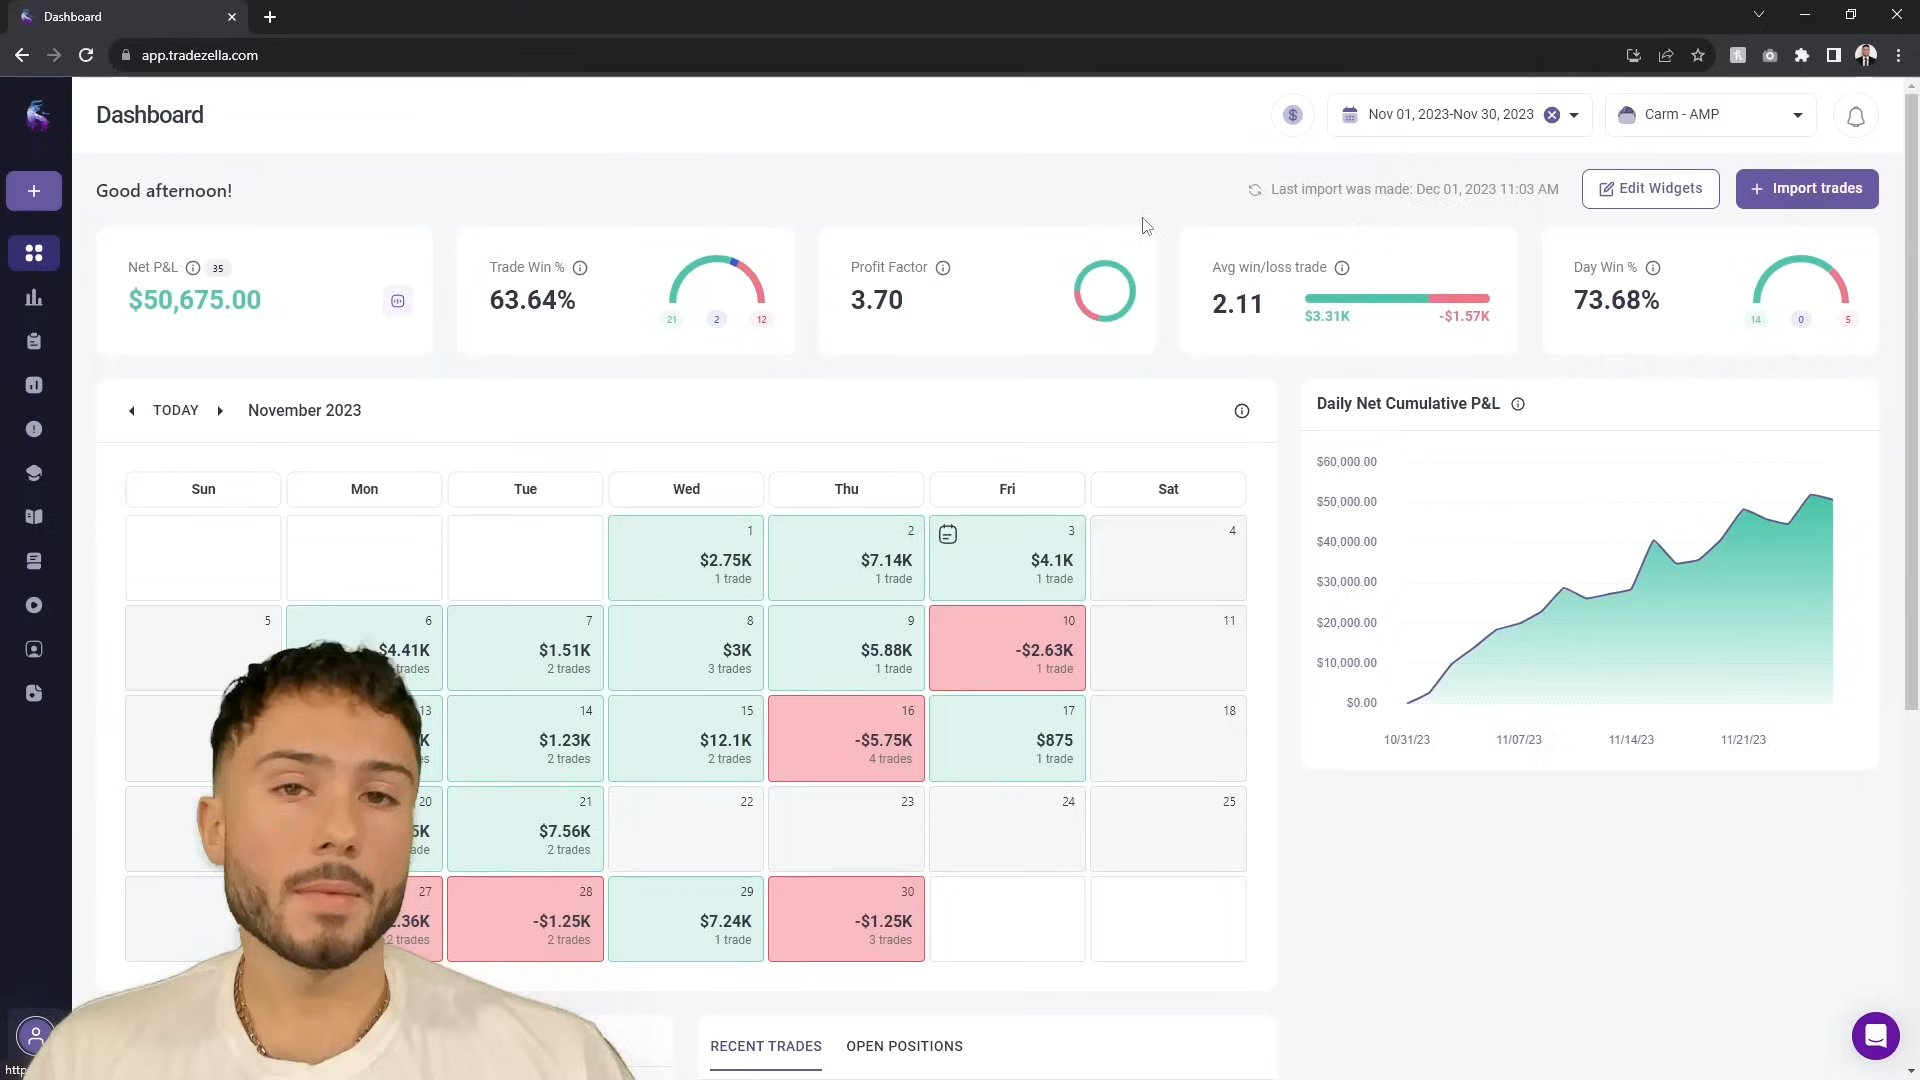 Dashboard
app.tradezella.com
Dashboard
$
Nov 01, 2023-Nov 30, 2023
Carm - AMP
Good afternoon!
Last import was made: Dec 01, 2023 11:03 AM
Edit Widgets
+ Import trades
Net P&L 35
$50,675.00
Trade Win %
63.64%
21 2 12
Profit Factor
3.70
Avg win/loss trade
2.11
$3.31K -$1.57K
Day Win %
73.68%
14 0 5
TODAY November 2023
Sun Mon Tue Wed Thu Fri Sat
1 2 3 4
$2.75K $7.14K $4.1K
1 trade 1 trade 1 trade
5 6 7 8 9 10 11
$4.41K $1.51K $3K $5.88K -$2.63K
trades 2 trades 3 trades 1 trade 1 trade
13 14 15 16 17 18
K $1.23K $12.1K -$5.75K $875
es 2 trades 2 trades 4 trades 1 trade
20 21 22 23 24 25
5K $7.56K
ade 2 trades
27 28 29 30
.36K -$1.25K $7.24K -$1.25K
2 trades 2 trades 1 trade 3 trades
Daily Net Cumulative P&L
$60,000.00
$50,000.00
$40,000.00
$30,000.00
$20,000.00
$10,000.00
$0.00
10/31/23 11/07/23 11/14/23 11/21/23
RECENT TRADES OPEN POSITIONS
http